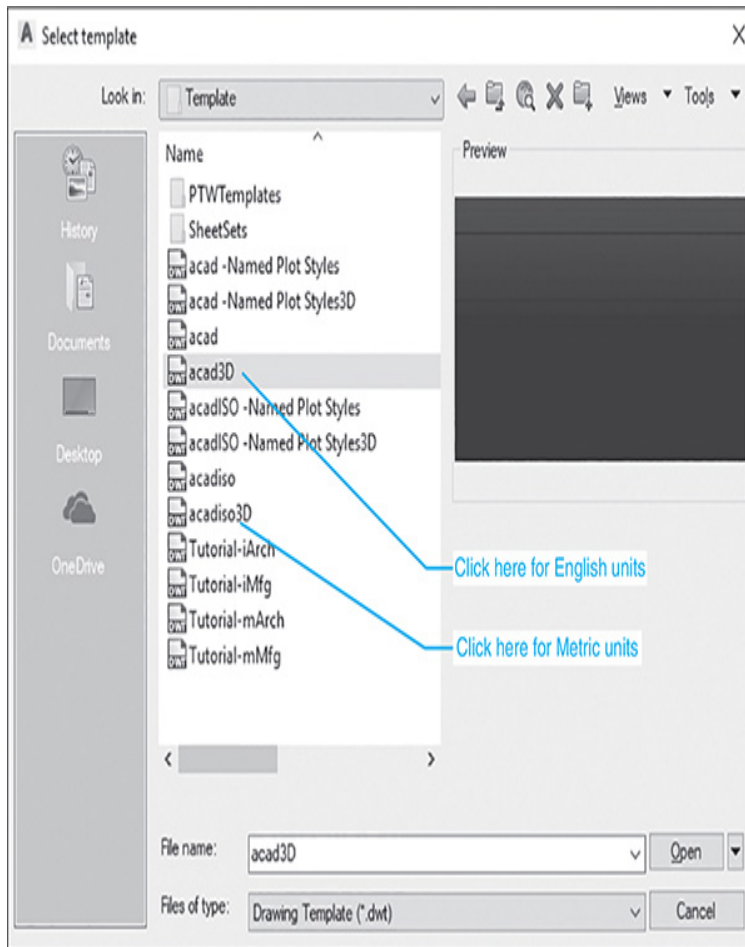 Select template
Look in: Template Views Tools
Name
Preview
PTWTemplates
SheetSets
acad -Named Plot Styles
acad -Named Plot Styles3D
acad
acad3D
acadISO -Named Plot Styles
acadISO -Named Plot Styles3D
acadiso
acadiso3D
Tutorial-iArch
Tutorial-iMfg
Tutorial-mArch
Tutorial-mMfg
History
Documents
Desktop
OneDrive
Click here for English units
Click here for Metric units
File name: acad3D Open
Files of type: Drawing Template (*.dwt) Cancel